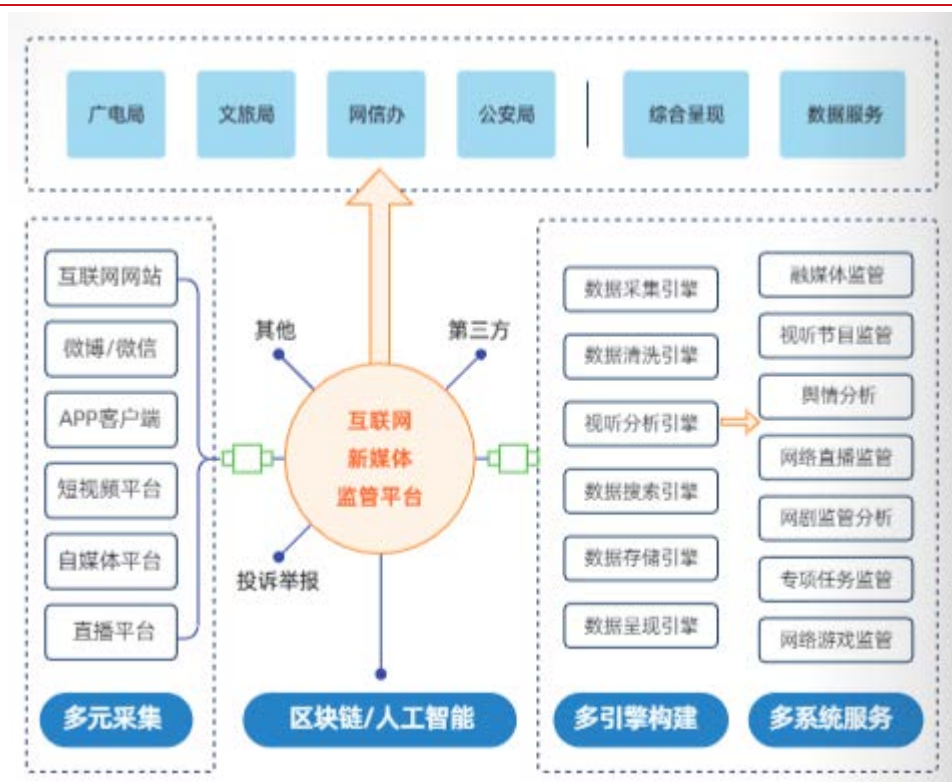 广电局
文旅局
网信办
公安局
综合呈现
数据服务
互联网网站
微博/微信
APP客户端
短视频平台
自媒体平台
直播平台
多元采集
其他
第三方
互联网
新媒体
监管平台
投诉举报
区块链/人工智能
数据采集引擎
数据清洗引擎
视听分析引擎
数据搜索引擎
数据存储引擎
数据呈现引擎
多引擎构建
融媒体监管
视听节目监管
舆情分析
网络直播监管
网剧监管分析
专项任务监管
网络游戏监管
多系统服务